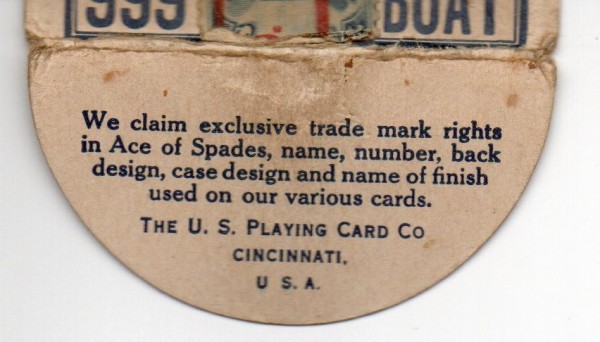 999 BOAT
We claim exclusive trade mark rights
in Ace of Spades, name, number, back
design, case design and name of finish
used on our various cards.
THE U. S. PLAYING CARD CO
CINCINNATI,
U S. A.